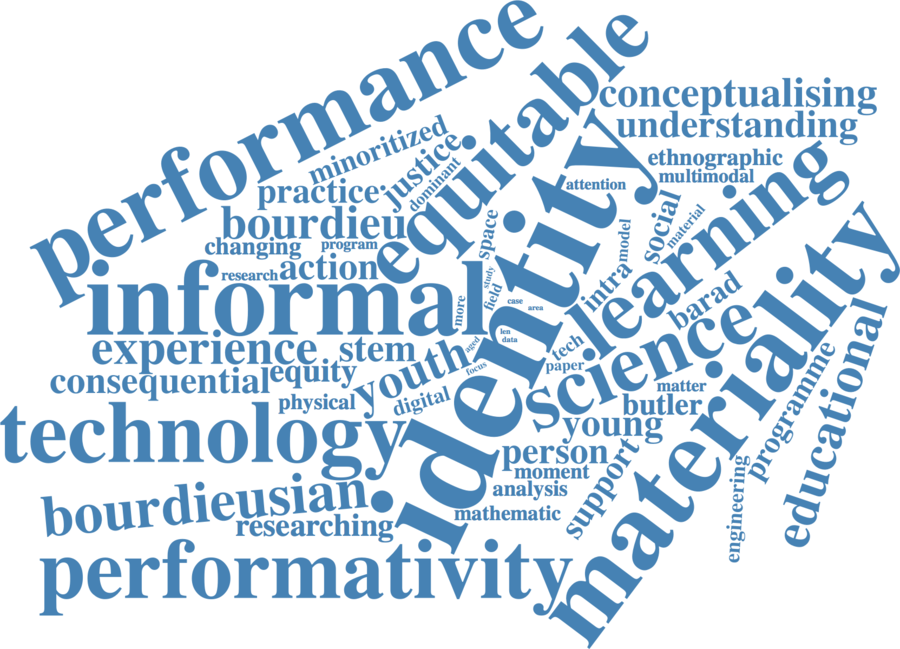 performance
equitable
conceptualising
understanding
minoritized
justice
dominant
ethnographic
multimodal
attention
practice
bourdieu
changing
program
space
identity
social
material
model
learning
research
action
informal
study
field
more
case
area
intra
barad
materiality
experience
stem
len
data
aged
focus
tech
paper
science
consequential
equity
youth
physical
digital
matter
butler
young
programme
educational
technology
person
moment
analysis
support
mathematic
engineering
bourdieusian
researching
performativity